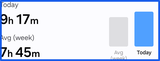 Today
9h 17m
Avg (week)
7h 45m
Avg
(week)
Today